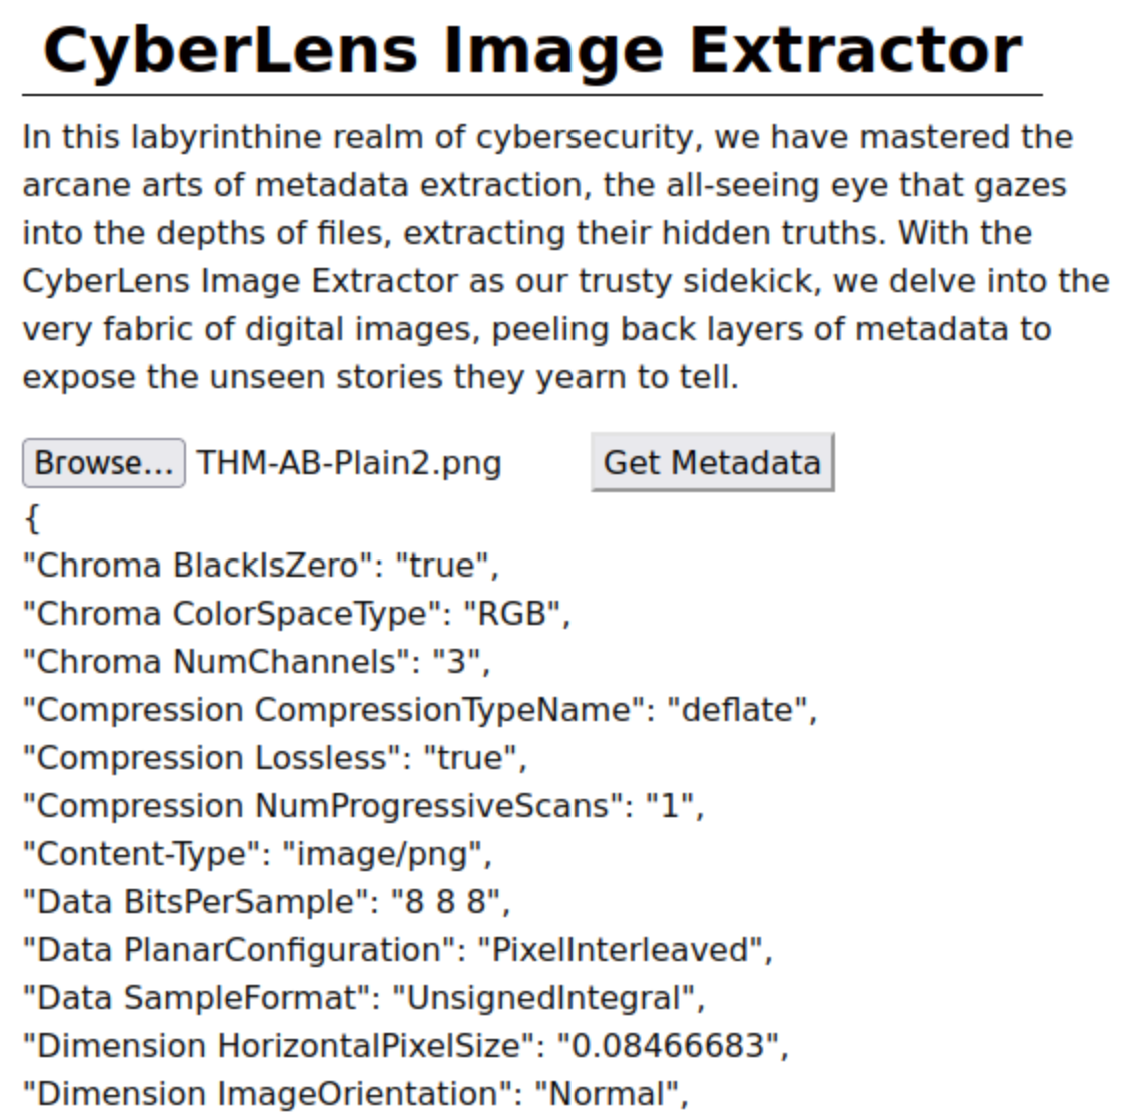 CyberLens Image Extractor
In this labyrinthine realm of cybersecurity, we have mastered the
arcane arts of metadata extraction, the all-seeing eye that gazes
into the depths of files, extracting their hidden truths. With the
CyberLens Image Extractor as our trusty sidekick, we delve into the
very fabric of digital images, peeling back layers of metadata to
expose the unseen stories they yearn to tell.
Browse... THM-AB-Plain2.png Get Metadata
{
"Chroma BlackIsZero": "true",
"Chroma ColorSpaceType": "RGB",
"Chroma NumChannels": "3",
"Compression CompressionTypeName": "deflate",
"Compression Lossless": "true",
"Compression NumProgressiveScans": "1",
"Content-Type": "image/png",
"Data BitsPerSample": "8 8 8",
"Data PlanarConfiguration": "PixelInterleaved",
"Data SampleFormat": "UnsignedIntegral",
"Dimension HorizontalPixelSize": "0.08466683",
"Dimension ImageOrientation": "Normal",